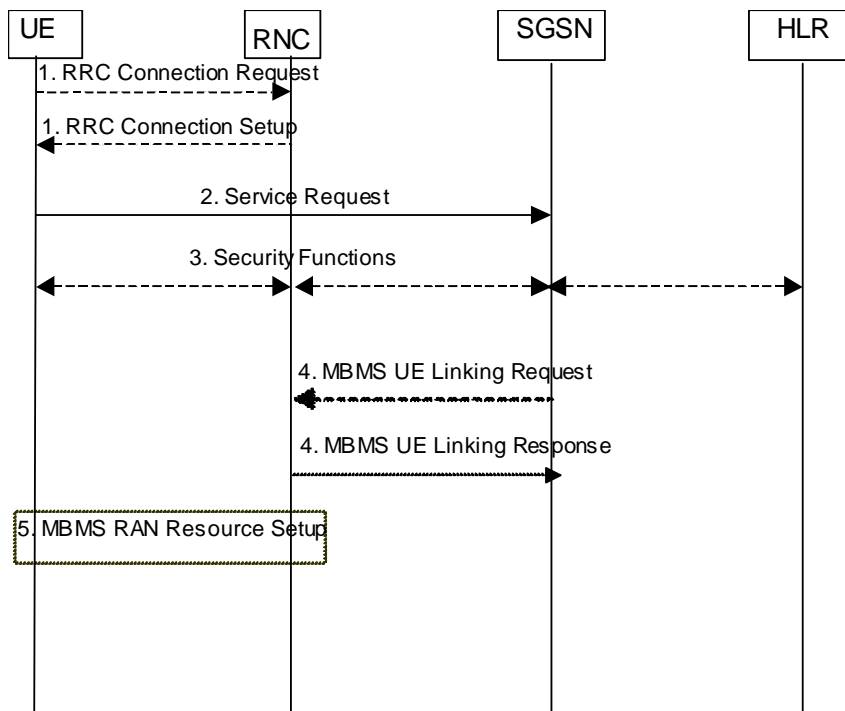 UE
RNC
SGSN
HLR
1. RRC Connection Request
1. RRC Connection Setup
2. Service Request
3. Security Functions
4. MBMS UE Linking Request
4. MBMS UE Linking Response
5. MBMS RAN Resource Setup